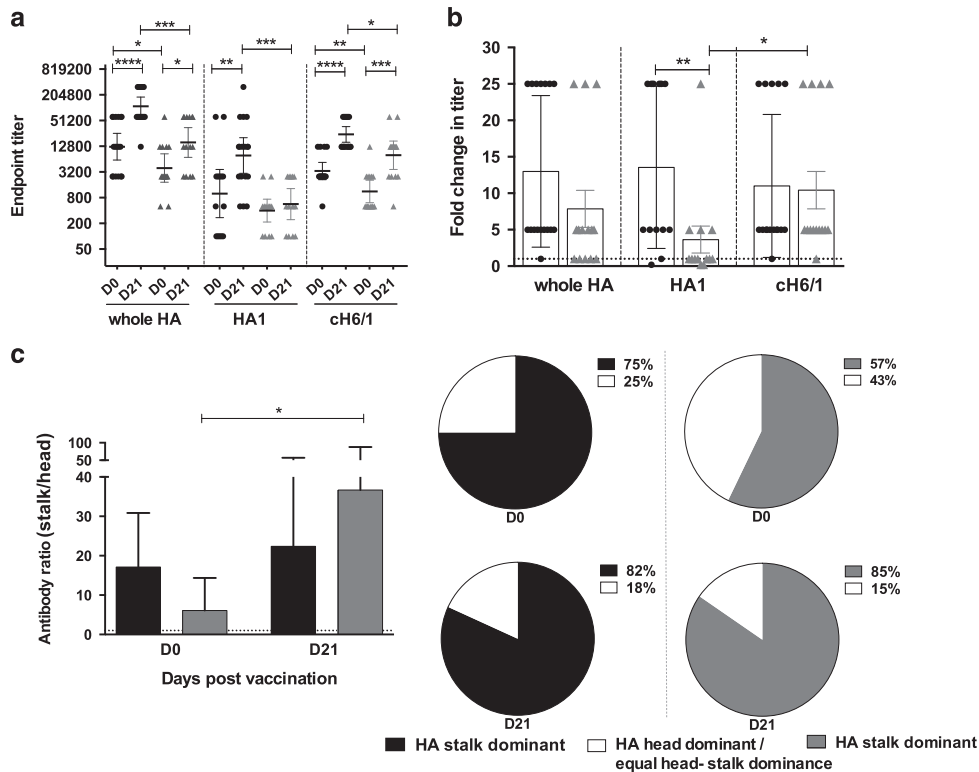 a
***
*
*
**
****
*
**
***
****
***
819200
204800
51200
12800
3200
800
200
50
Endpoint titer
D0
D21
D0
D21
D0
D21
D0
D21
D0
D21
D0
D21
whole HA
HA1
cH6/1
b
*
**
30
25
20
15
10
5
0
Fold change in titer
whole HA
HA1
cH6/1
c
*
100
50
40
30
20
10
0
Antibody ratio (stalk/head)
D0
D21
Days post vaccination
75%
25%
D0
57%
43%
D0
82%
18%
D21
85%
15%
D21
HA stalk dominant
HA head dominant /
equal head- stalk dominance
HA stalk dominant